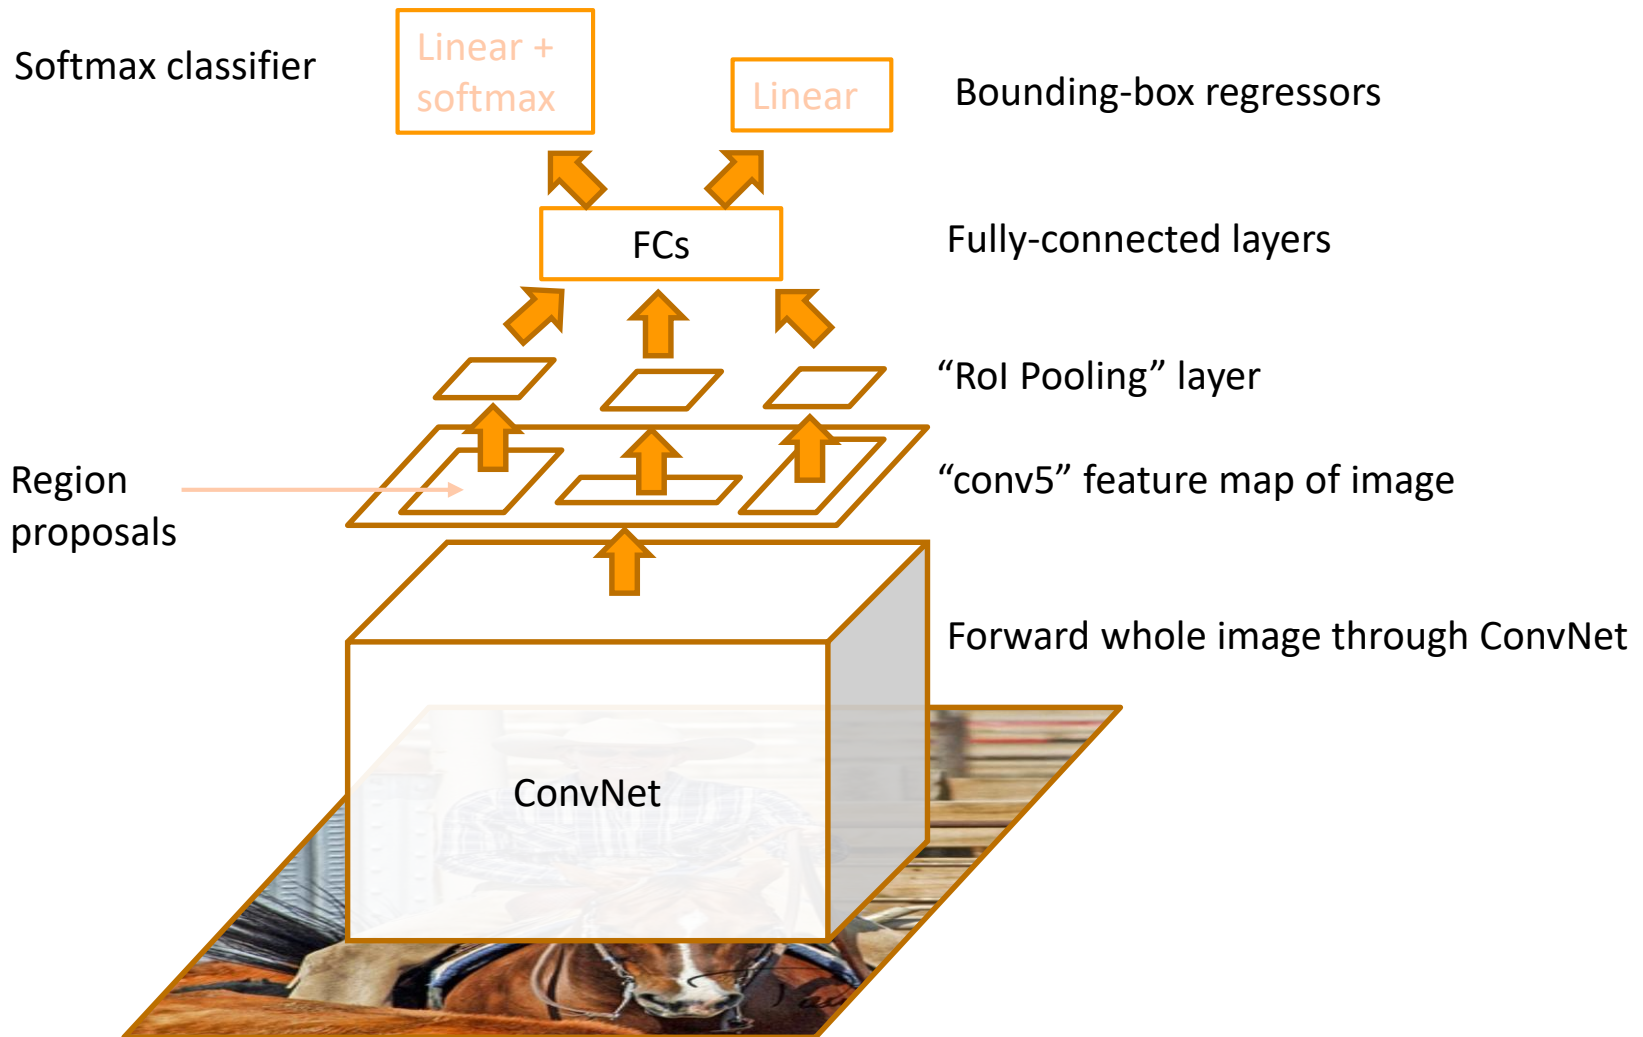 Softmax classifier
Linear +
softmax
Linear
Bounding-box regressors
FCs
Fully-connected layers
“RoI Pooling” layer
Region
proposals
“conv5” feature map of image
Forward whole image through ConvNet
ConvNet